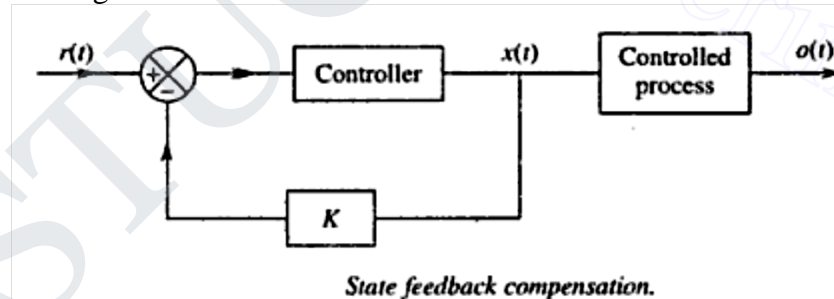 r(t)
+
−
Controller
x(t)
Controlled
process
o(t)
K
State feedback compensation.